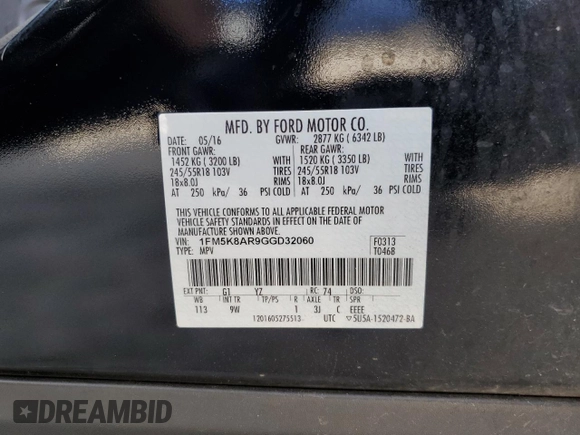 MFD. BY FORD MOTOR CO.
DATE: 05/16 GVWR: 2877 KG ( 6342 LB)
FRONT GAWR: REAR GAWR:
1452 KG ( 3200 LB) WITH 1520 KG ( 3350 LB) WITH
245/55R18 103V TIRES 245/55R18 103V TIRES
18x8.0J RIMS 18x8.0J RIMS
AT 250 kPa/ 36 PSI COLD AT 250 kPa/ 36 PSI COLD
THIS VEHICLE CONFORMS TO ALL APPLICABLE FEDERAL MOTOR
VEHICLE SAFETY STANDARDS IN EFFECT ON THE DATE OF
MANUFACTURE SHOWN ABOVE.
VIN: 1FM5K8AR9GGD32060 F0313
TYPE: MPV T0468
EXT PNT: G1 YZ RC: 74 DSO:
WB INT TR TP/PS R AXLE TR SPR
113 9W 1 3J C EEEE
1201605275513 UTC ▽5USA-1520472-BA
DREAMBID